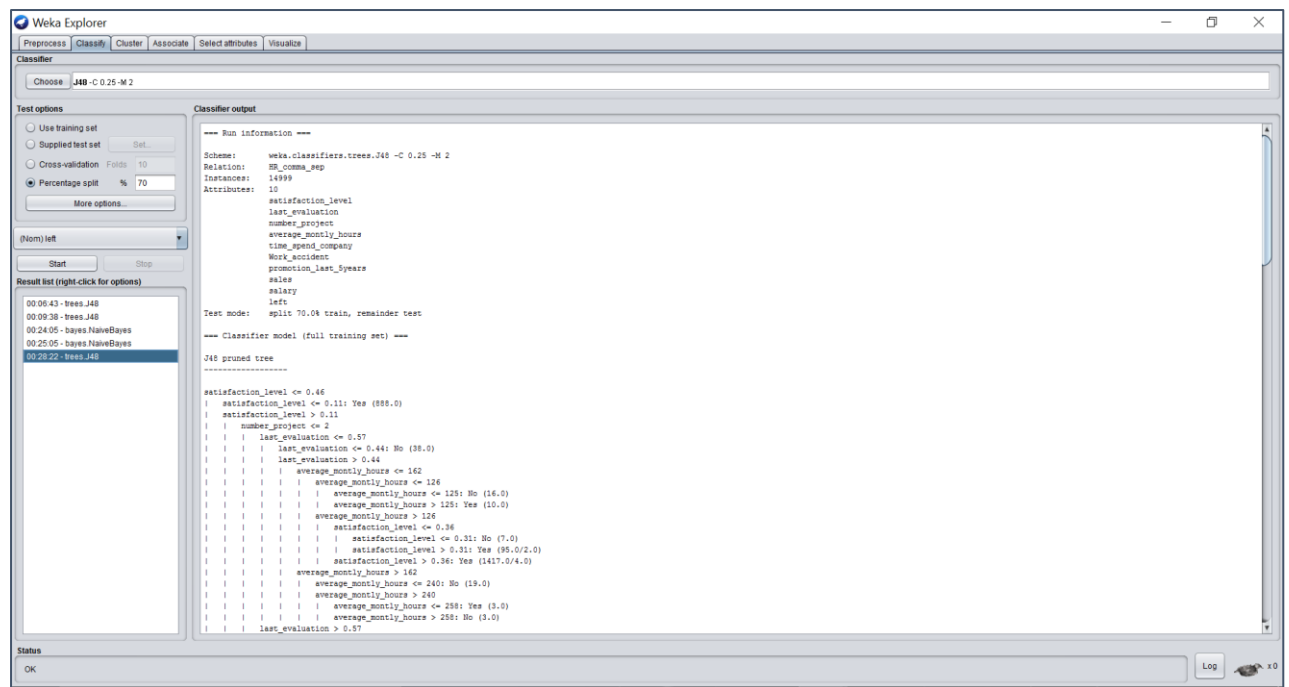 Weka Explorer
Preprocess Classify Cluster Associate Select attributes Visualize
Classifier
Choose J48 -C 0.25 -M 2
Test options
Use training set
Supplied test set Set...
Cross-validation Folds 10
Percentage split % 70
More options...
(Nom) left
Start Stop
Result list (right-click for options)
00:06:43 - trees.J48
00:09:38 - trees.J48
00:24:05 - bayes.NaiveBayes
00:25:05 - bayes.NaiveBayes
00:28:22 - trees.J48
Classifier output
=== Run information ===
Scheme: weka.classifiers.trees.J48 -C 0.25 -M 2
Relation: HR_comma_sep
Instances: 14999
Attributes: 10
satisfaction_level
last_evaluation
number_project
average_montly_hours
time_spend_company
Work_accident
promotion_last_5years
sales
salary
left
Test mode: split 70.0% train, remainder test
=== Classifier model (full training set) ===
J48 pruned tree
------------------
satisfaction_level <= 0.46
| satisfaction_level <= 0.11: Yes (888.0)
| satisfaction_level > 0.11
| | number_project <= 2
| | | last_evaluation <= 0.57
| | | | last_evaluation <= 0.44: No (38.0)
| | | | last_evaluation > 0.44
| | | | | average_montly_hours <= 162
| | | | | | average_montly_hours <= 126
| | | | | | | average_montly_hours <= 125: No (16.0)
| | | | | | | average_montly_hours > 125: Yes (10.0)
| | | | | | average_montly_hours > 126
| | | | | | | satisfaction_level <= 0.36
| | | | | | | | satisfaction_level <= 0.31: No (7.0)
| | | | | | | | satisfaction_level > 0.31: Yes (95.0/2.0)
| | | | | | | satisfaction_level > 0.36: Yes (1417.0/4.0)
| | | | | average_montly_hours > 162
| | | | | | average_montly_hours <= 240: No (19.0)
| | | | | | average_montly_hours > 240
| | | | | | | average_montly_hours <= 258: Yes (3.0)
| | | | | | | average_montly_hours > 258: No (3.0)
| | | last_evaluation > 0.57
Status
OK
Log x 0